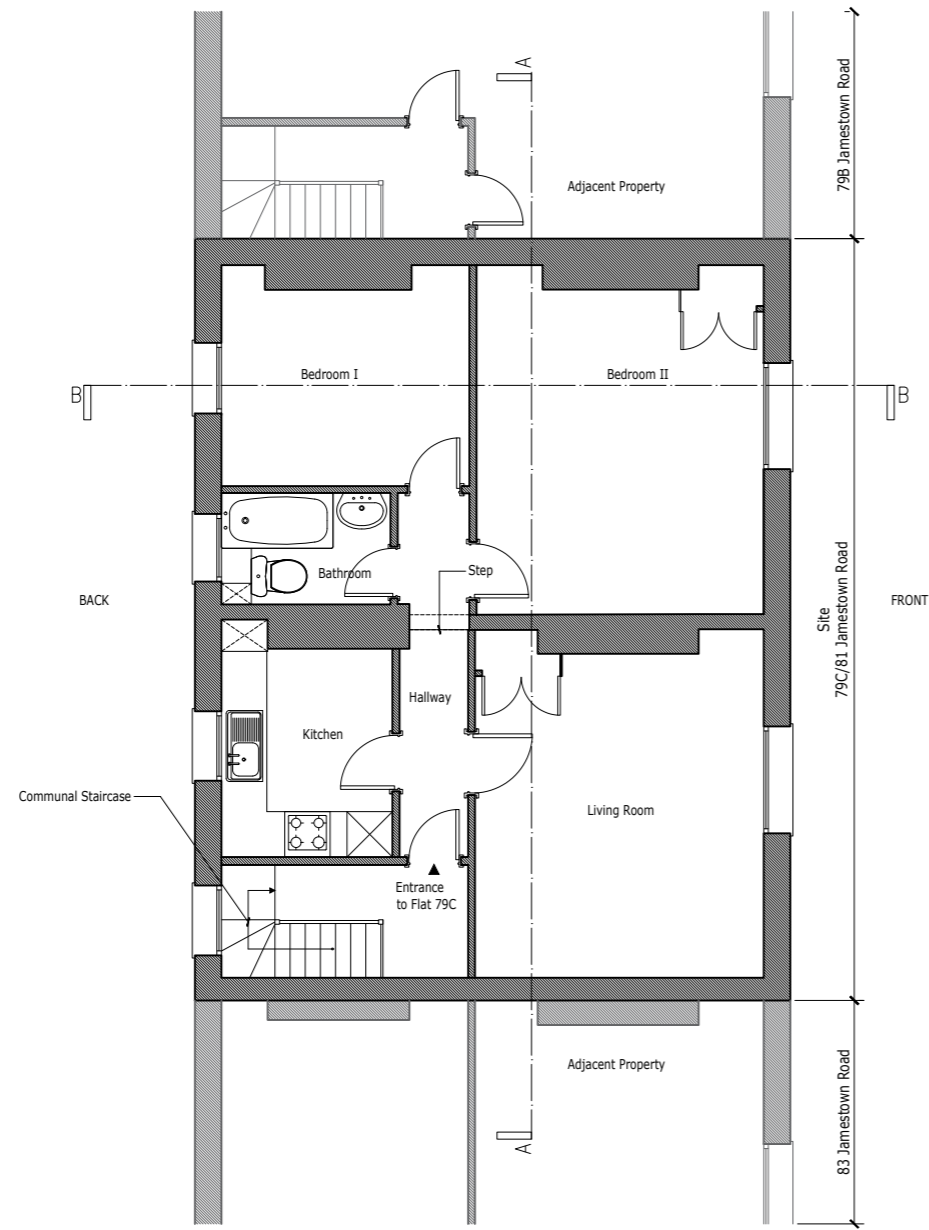 A
79B Jamestown Road
Adjacent Property
Bedroom I
Bedroom II
B
B
Bathroom
Step
BACK
FRONT
Site
79C/81 Jamestown Road
Hallway
Kitchen
Communal Staircase
Living Room
Entrance
to Flat 79C
Adjacent Property
83 Jamestown Road
A